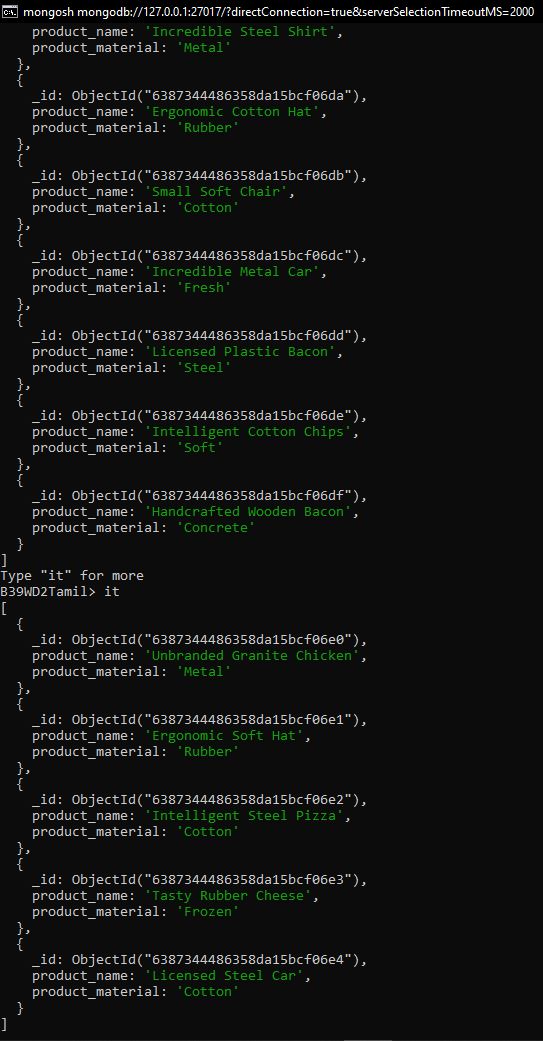 mongosh mongodb://127.0.0.1:27017/?directConnection=true&serverSelectionTimeoutMS=2000
    product_name: 'Incredible Steel Shirt',
    product_material: 'Metal'
  },
  {
    _id: ObjectId("6387344486358da15bcf06da"),
    product_name: 'Ergonomic Cotton Hat',
    product_material: 'Rubber'
  },
  {
    _id: ObjectId("6387344486358da15bcf06db"),
    product_name: 'Small Soft Chair',
    product_material: 'Cotton'
  },
  {
    _id: ObjectId("6387344486358da15bcf06dc"),
    product_name: 'Incredible Metal Car',
    product_material: 'Fresh'
  },
  {
    _id: ObjectId("6387344486358da15bcf06dd"),
    product_name: 'Licensed Plastic Bacon',
    product_material: 'Steel'
  },
  {
    _id: ObjectId("6387344486358da15bcf06de"),
    product_name: 'Intelligent Cotton Chips',
    product_material: 'Soft'
  },
  {
    _id: ObjectId("6387344486358da15bcf06df"),
    product_name: 'Handcrafted Wooden Bacon',
    product_material: 'Concrete'
  }
]
Type "it" for more
B39WD2Tamil> it
[
  {
    _id: ObjectId("6387344486358da15bcf06e0"),
    product_name: 'Unbranded Granite Chicken',
    product_material: 'Metal'
  },
  {
    _id: ObjectId("6387344486358da15bcf06e1"),
    product_name: 'Ergonomic Soft Hat',
    product_material: 'Rubber'
  },
  {
    _id: ObjectId("6387344486358da15bcf06e2"),
    product_name: 'Intelligent Steel Pizza',
    product_material: 'Cotton'
  },
  {
    _id: ObjectId("6387344486358da15bcf06e3"),
    product_name: 'Tasty Rubber Cheese',
    product_material: 'Frozen'
  },
  {
    _id: ObjectId("6387344486358da15bcf06e4"),
    product_name: 'Licensed Steel Car',
    product_material: 'Cotton'
  }
]